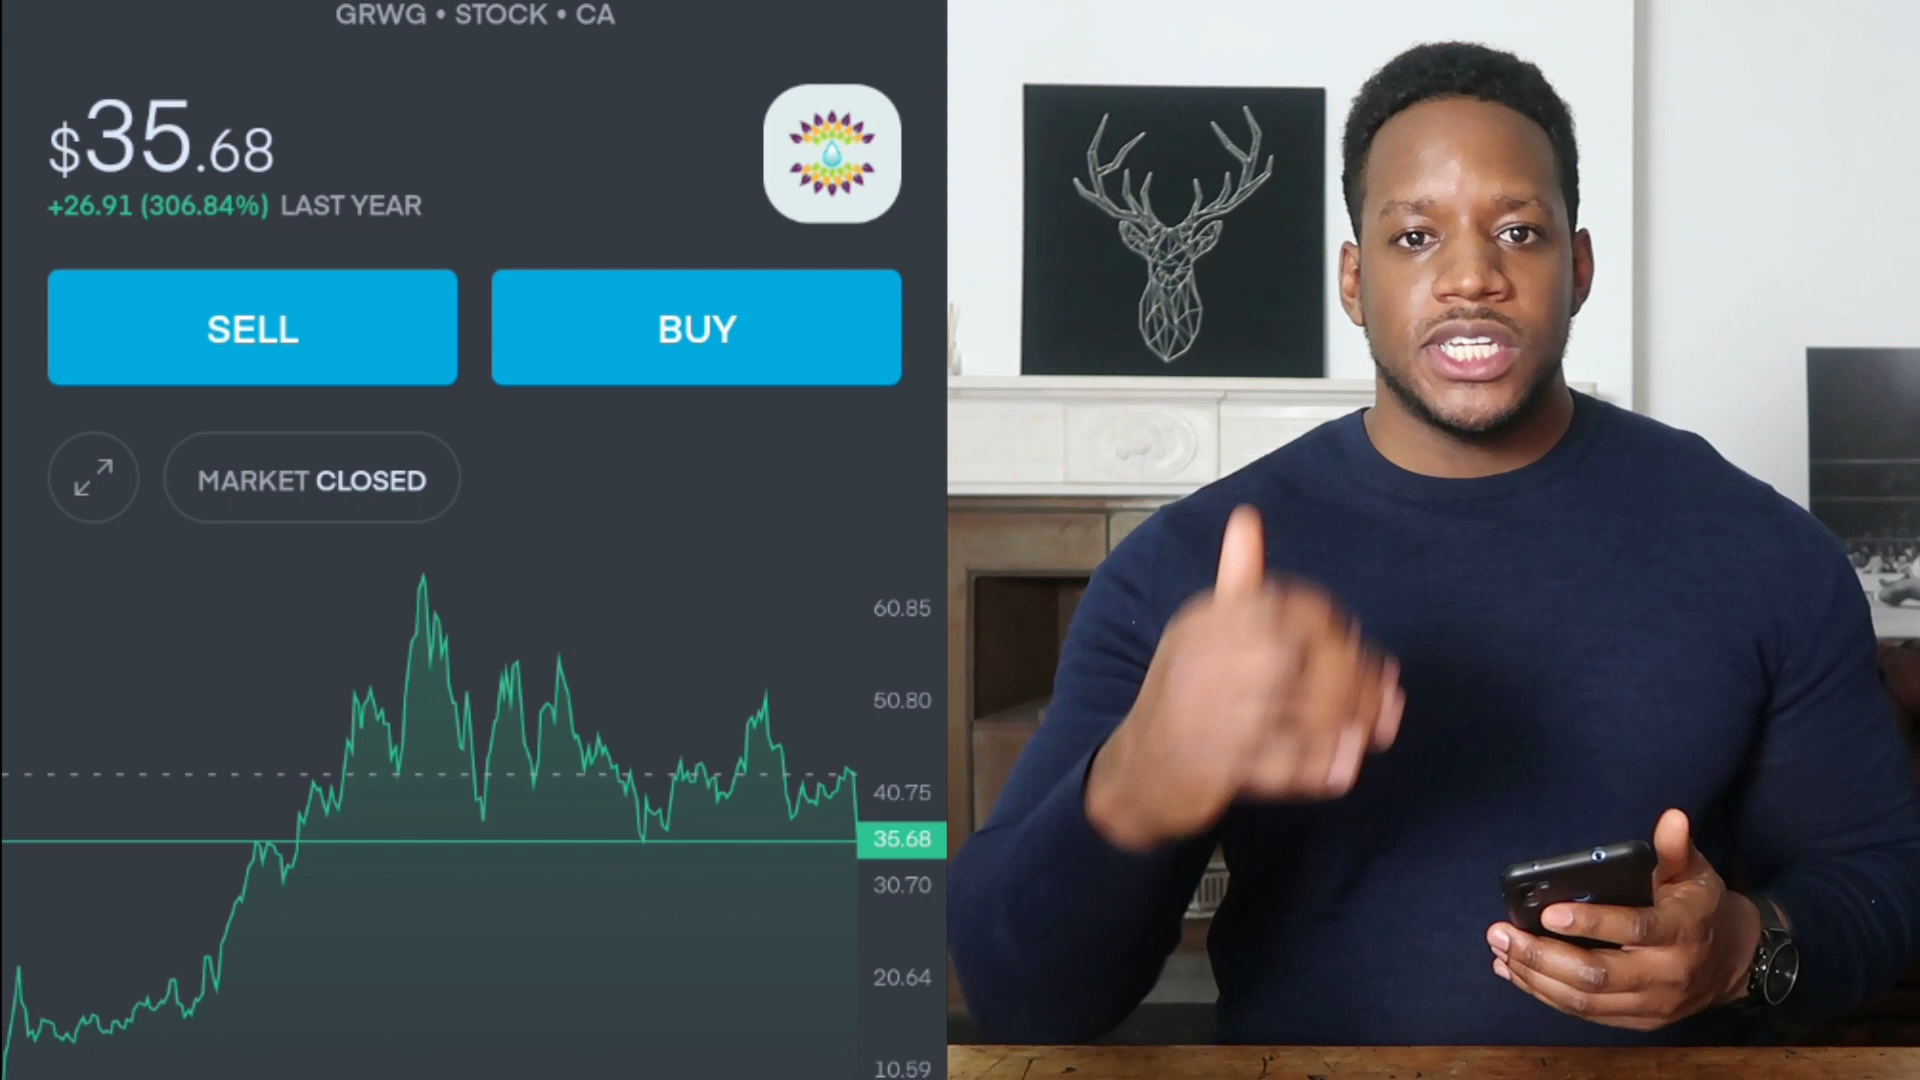 GRWG • STOCK • CA
$35.68
+26.91 (306.84%) LAST YEAR
SELL
BUY
MARKET CLOSED
60.85
50.80
40.75
35.68
30.70
20.64
10.59